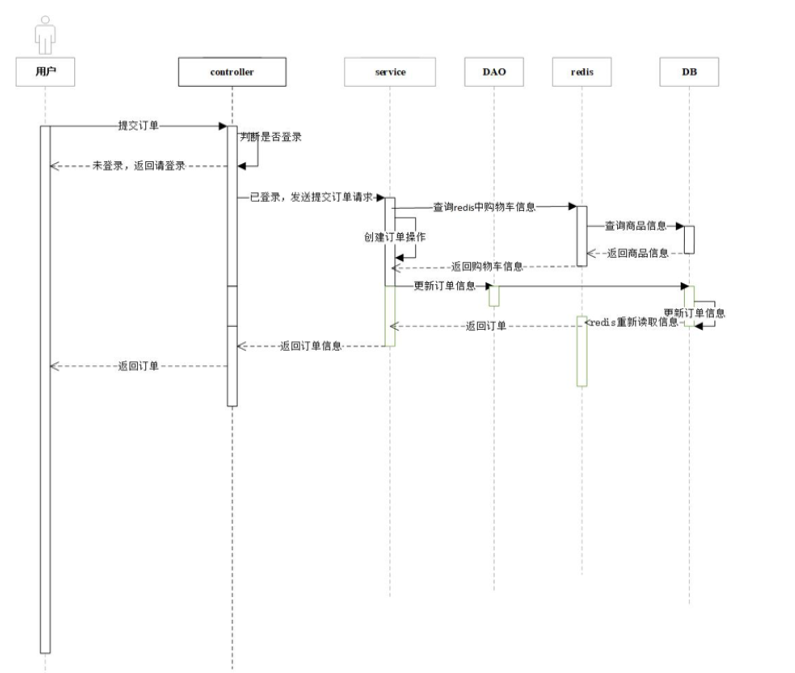 用户
controller
service
DAO
redis
DB
提交订单
判断是否登录
未登录，返回请登录
已登录，发送提交订单请求
查询redis中购物车信息
查询商品信息
创建订单操作
返回商品信息
返回购物车信息
更新订单信息
更新订单信息
redis重新读取信息
返回订单
返回订单信息
返回订单